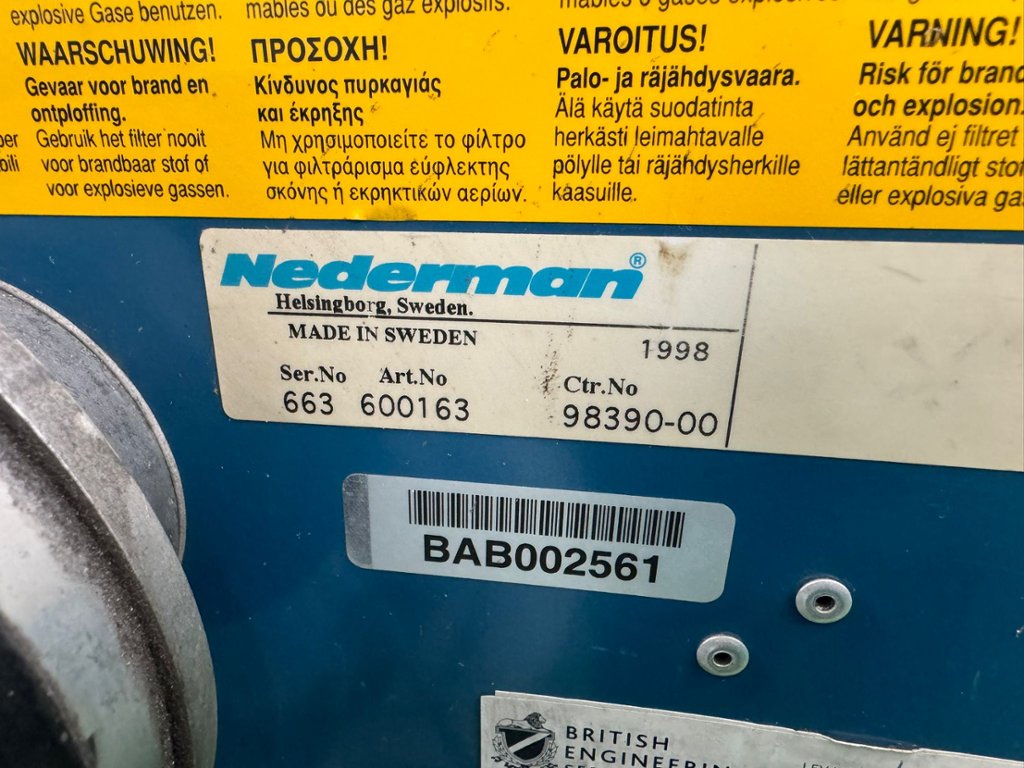 explosive Gase benutzen.
mables ou des gaz explosifs.
WAARSCHUWING!
Gevaar voor brand en
ontploffing.
Gebruik het filter nooit
voor brandbaar stof of
voor explosieve gassen.
ΠΡΟΣΟΧΗ!
Κίνδυνος πυρκαγιάς
και έκρηξης
Μη χρησιμοποιείτε το φίλτρο
για φιλτράρισμα εύφλεκτης
σκόνης ή εκρηκτικών αερίων.
VAROITUS!
Palo- ja räjähdysvaara.
Älä käytä suodatinta
herkästi leimahtavalle
pölylle tai räjähdysherkille
kaasuille.
VARNING!
Risk för brand
och explosion.
Använd ej filtret
lättantändligt
eller explosiva
Nederman®
Helsingborg, Sweden.
MADE IN SWEDEN
1998
Ser.No Art.No Ctr.No
663 600163 98390-00
BAB002561
BRITISH
ENGINEERIN